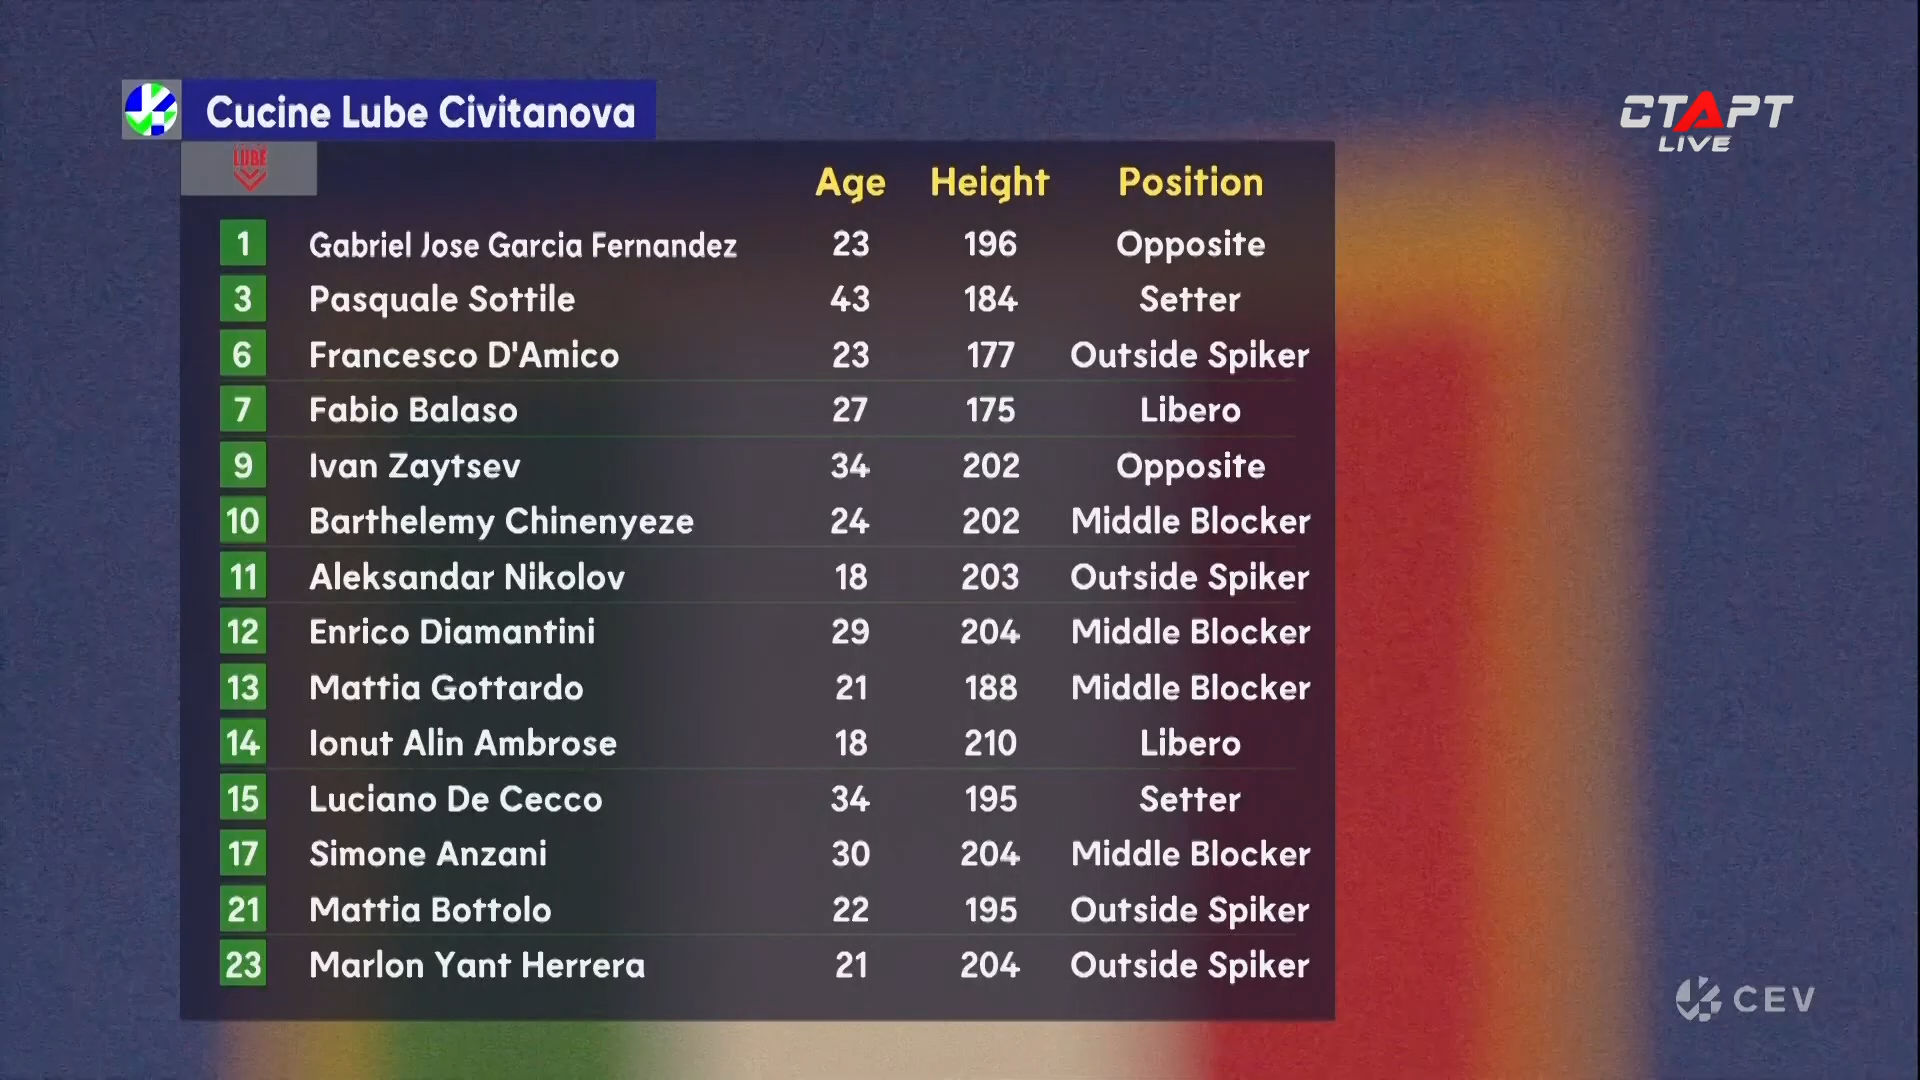 Cucine Lube Civitanova
СТАРТ
LIVE
LUBE
Age Height Position
1 Gabriel Jose Garcia Fernandez 23 196 Opposite
3 Pasquale Sottile 43 184 Setter
6 Francesco D'Amico 23 177 Outside Spiker
7 Fabio Balaso 27 175 Libero
9 Ivan Zaytsev 34 202 Opposite
10 Barthelemy Chinenyeze 24 202 Middle Blocker
11 Aleksandar Nikolov 18 203 Outside Spiker
12 Enrico Diamantini 29 204 Middle Blocker
13 Mattia Gottardo 21 188 Middle Blocker
14 Ionut Alin Ambrose 18 210 Libero
15 Luciano De Cecco 34 195 Setter
17 Simone Anzani 30 204 Middle Blocker
21 Mattia Bottolo 22 195 Outside Spiker
23 Marlon Yant Herrera 21 204 Outside Spiker
CEV